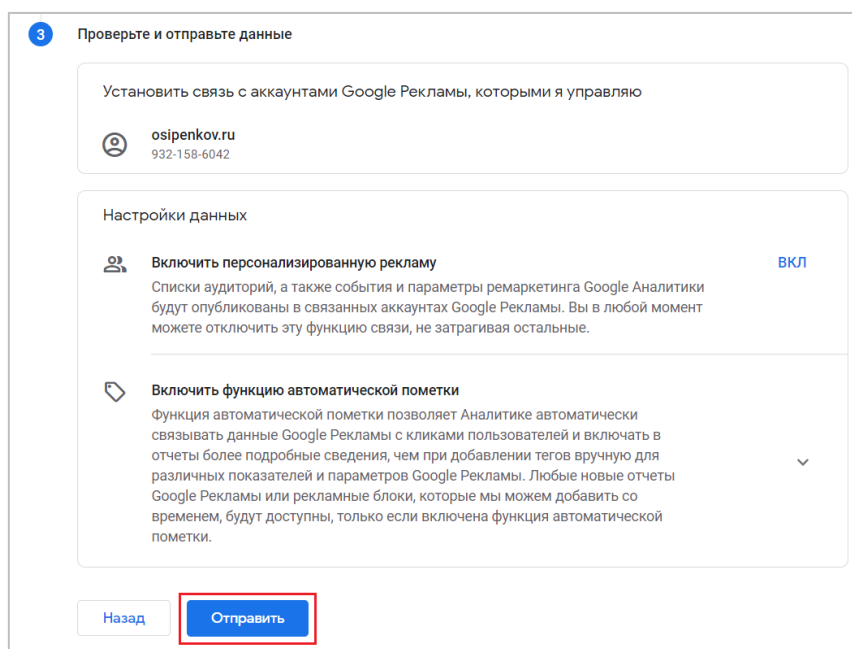 3 Проверьте и отправьте данные
Установить связь с аккаунтами Google Рекламы, которыми я управляю
osipenkov.ru
932-158-6042
Настройки данных
Включить персонализированную рекламу ВКЛ
Списки аудиторий, а также события и параметры ремаркетинга Google Аналитики
будут опубликованы в связанных аккаунтах Google Рекламы. Вы в любой момент
можете отключить эту функцию связи, не затрагивая остальные.
Включить функцию автоматической пометки
Функция автоматической пометки позволяет Аналитике автоматически
связывать данные Google Рекламы с кликами пользователей и включать в
отчеты более подробные сведения, чем при добавлении тегов вручную для
различных показателей и параметров Google Рекламы. Любые новые отчеты
Google Рекламы или рекламные блоки, которые мы можем добавить со
временем, будут доступны, только если включена функция автоматической
пометки.
Назад Отправить